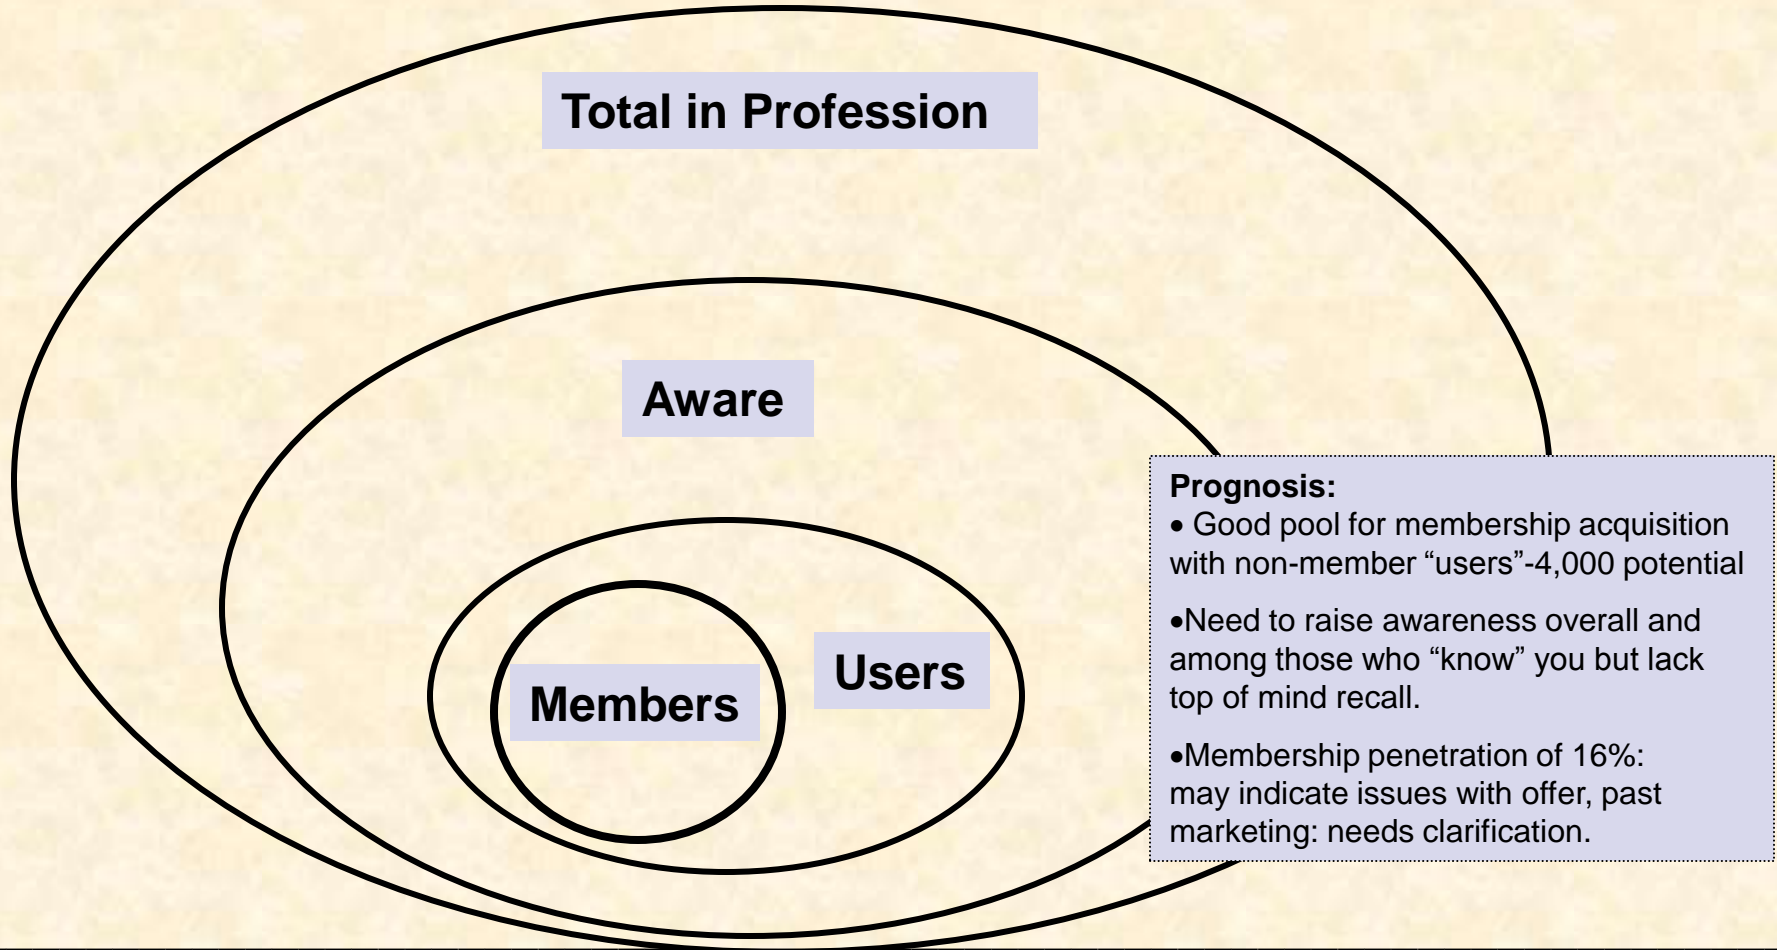 Total in Profession
Aware
Users
Members
Prognosis:
• Good pool for membership acquisition
with non-member “users”-4,000 potential
•Need to raise awareness overall and
among those who “know” you but lack
top of mind recall.
•Membership penetration of 16%:
may indicate issues with offer, past
marketing: needs clarification.